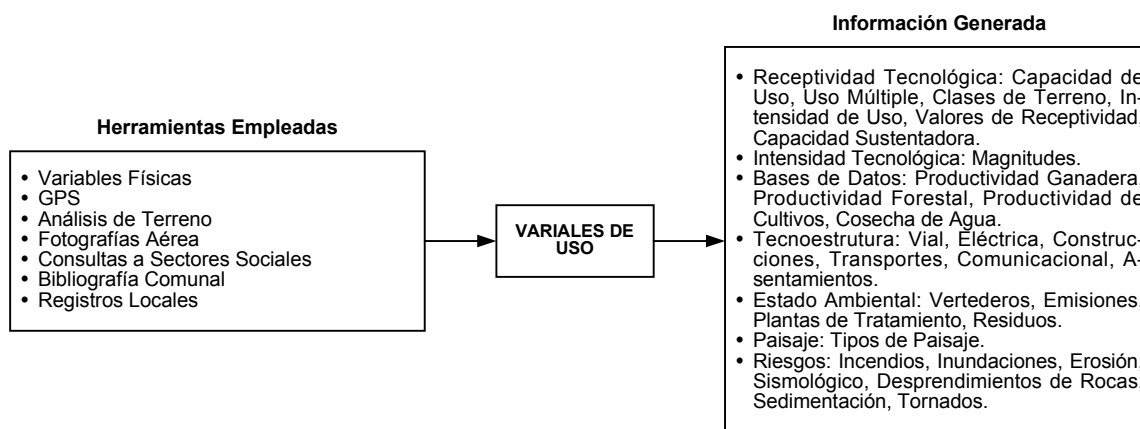 Información Generada
Herramientas Empleadas
• Variables Físicas
• GPS
• Análisis de Terreno
• Fotografías Aérea
• Consultas a Sectores Sociales
• Bibliografía Comunal
• Registros Locales
VARIALES DE
USO
• Receptividad Tecnológica: Capacidad de
Uso, Uso Múltiple, Clases de Terreno, In-
tensidad de Uso, Valores de Receptividad,
Capacidad Sustentadora.
• Intensidad Tecnológica: Magnitudes.
• Bases de Datos: Productividad Ganadera,
Productividad Forestal, Productividad de
Cultivos, Cosecha de Agua.
• Tecnoestrutura: Vial, Eléctrica, Construc-
ciones, Transportes, Comunicacional, A-
sentamientos.
• Estado Ambiental: Vertederos, Emisiones,
Plantas de Tratamiento, Residuos.
• Paisaje: Tipos de Paisaje.
• Riesgos: Incendios, Inundaciones, Erosión,
Sismológico, Desprendimientos de Rocas,
Sedimentación, Tornados.